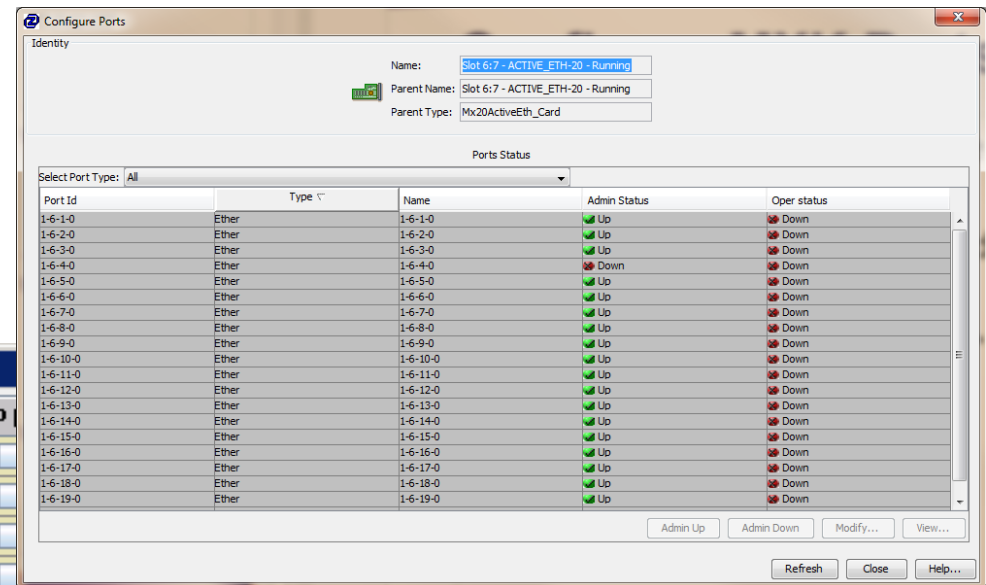 Configure Ports
Identity
Name: Slot 6:7 - ACTIVE_ETH-20 - Running
Parent Name: Slot 6:7 - ACTIVE_ETH-20 - Running
Parent Type: Mx20ActiveEth_Card
Ports Status
Select Port Type: All
Port Id Type Name Admin Status Oper status
1-6-1-0 Ether 1-6-1-0 Up Down
1-6-2-0 Ether 1-6-2-0 Up Down
1-6-3-0 Ether 1-6-3-0 Up Down
1-6-4-0 Ether 1-6-4-0 Down Down
1-6-5-0 Ether 1-6-5-0 Up Down
1-6-6-0 Ether 1-6-6-0 Up Down
1-6-7-0 Ether 1-6-7-0 Up Down
1-6-8-0 Ether 1-6-8-0 Up Down
1-6-9-0 Ether 1-6-9-0 Up Down
1-6-10-0 Ether 1-6-10-0 Up Down
1-6-11-0 Ether 1-6-11-0 Up Down
1-6-12-0 Ether 1-6-12-0 Up Down
1-6-13-0 Ether 1-6-13-0 Up Down
1-6-14-0 Ether 1-6-14-0 Up Down
1-6-15-0 Ether 1-6-15-0 Up Down
1-6-16-0 Ether 1-6-16-0 Up Down
1-6-17-0 Ether 1-6-17-0 Up Down
1-6-18-0 Ether 1-6-18-0 Up Down
1-6-19-0 Ether 1-6-19-0 Up Down
Admin Up Admin Down Modify... View...
Refresh Close Help...